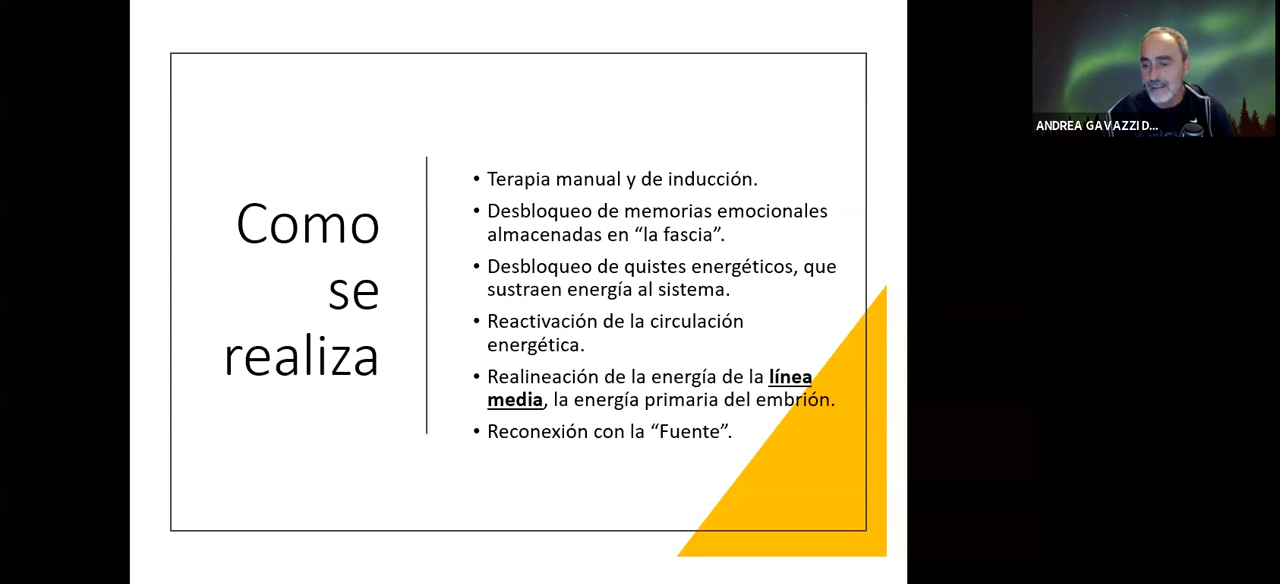 Como
se
realiza
• Terapia manual y de inducción.
• Desbloqueo de memorias emocionales
almacenadas en “la fascia”.
• Desbloqueo de quistes energéticos, que
sustraen energía al sistema.
• Reactivación de la circulación
energética.
• Realineación de la energía de la línea
media, la energía primaria del embrión.
• Reconexión con la “Fuente”.
ANDREA GAVAZZI D...